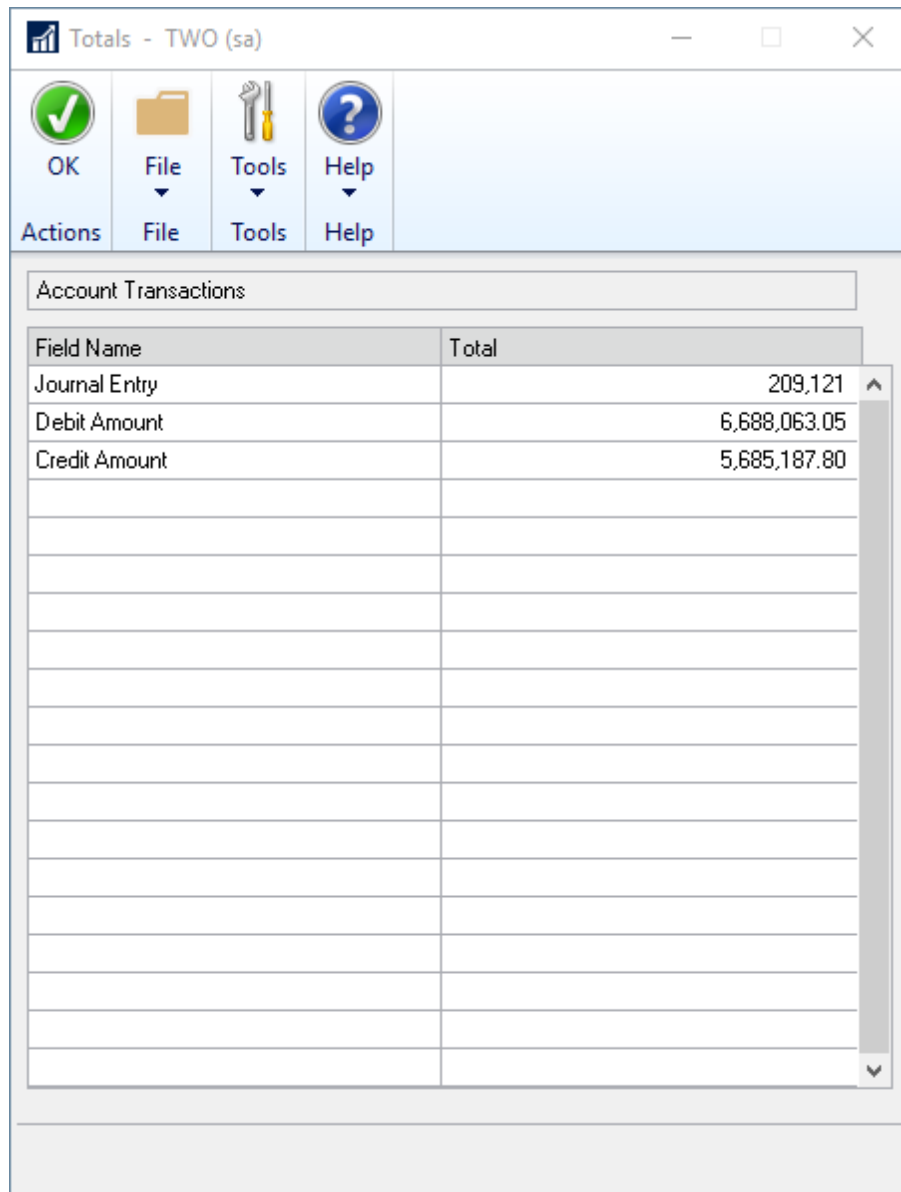 Totals - TWO (sa)
OK File Tools Help
Actions File Tools Help
Account Transactions
Field Name Total
Journal Entry 209,121
Debit Amount 6,688,063.05
Credit Amount 5,685,187.80